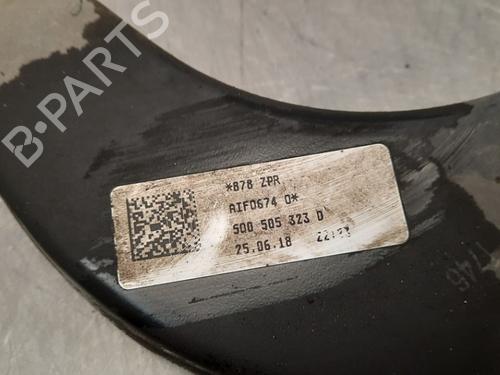 B-PARTS
*878 ZPR
AIF0674 0*
5Q0 505 323 D
25.06.18